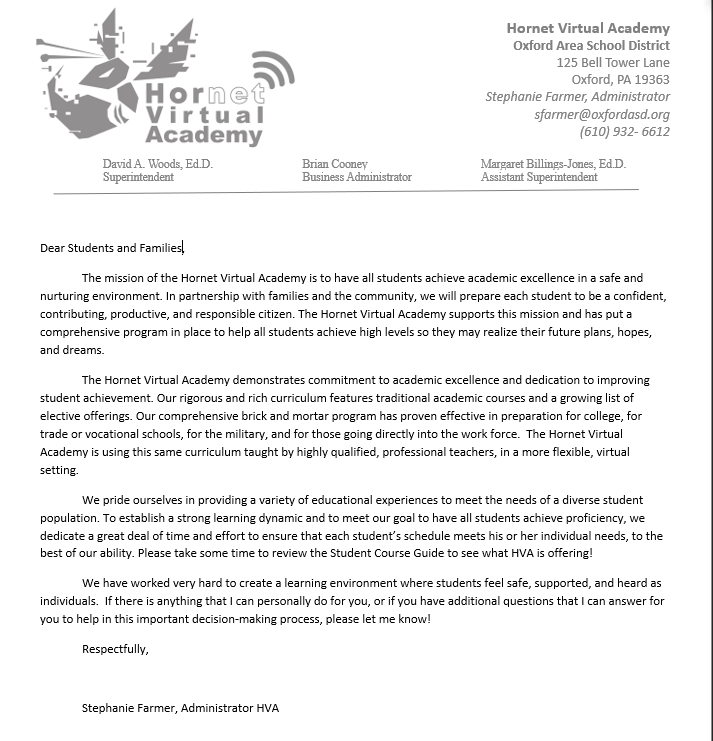 Hornet
Virtual
Academy
Hornet Virtual Academy
Oxford Area School District
125 Bell Tower Lane
Oxford, PA 19363
Stephanie Farmer, Administrator
sfarmer@oxfordasd.org
(610) 932- 6612
David A. Woods, Ed.D. Brian Cooney Margaret Billings-Jones, Ed.D.
Superintendent Business Administrator Assistant Superintendent
Dear Students and Families,
The mission of the Hornet Virtual Academy is to have all students achieve academic excellence in a safe and
nurturing environment. In partnership with families and the community, we will prepare each student to be a confident,
contributing, productive, and responsible citizen. The Hornet Virtual Academy supports this mission and has put a
comprehensive program in place to help all students achieve high levels so they may realize their future plans, hopes,
and dreams.
The Hornet Virtual Academy demonstrates commitment to academic excellence and dedication to improving
student achievement. Our rigorous and rich curriculum features traditional academic courses and a growing list of
elective offerings. Our comprehensive brick and mortar program has proven effective in preparation for college, for
trade or vocational schools, for the military, and for those going directly into the work force. The Hornet Virtual
Academy is using this same curriculum taught by highly qualified, professional teachers, in a more flexible, virtual
setting.
We pride ourselves in providing a variety of educational experiences to meet the needs of a diverse student
population. To establish a strong learning dynamic and to meet our goal to have all students achieve proficiency, we
dedicate a great deal of time and effort to ensure that each student’s schedule meets his or her individual needs, to the
best of our ability. Please take some time to review the Student Course Guide to see what HVA is offering!
We have worked very hard to create a learning environment where students feel safe, supported, and heard as
individuals. If there is anything that I can personally do for you, or if you have additional questions that I can answer for
you to help in this important decision-making process, please let me know!
Respectfully,
Stephanie Farmer, Administrator HVA